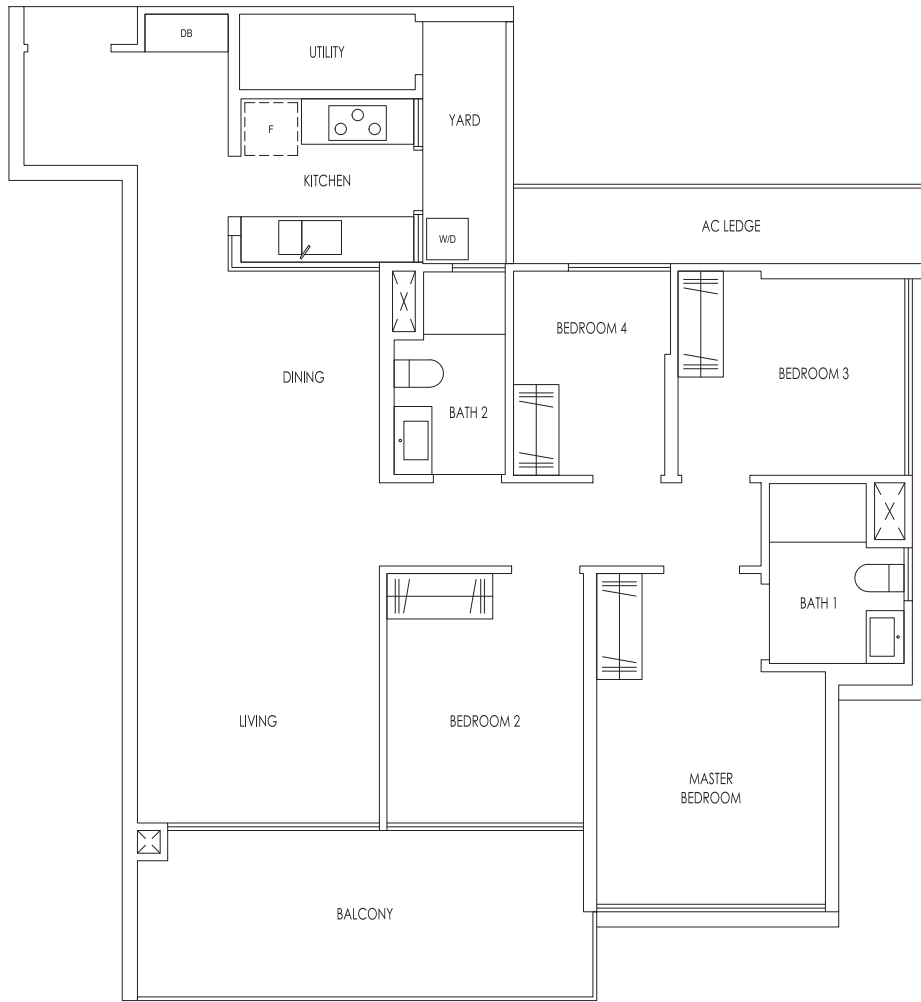 DB
UTILITY
YARD
F
KITCHEN
W/D
AC LEDGE
BEDROOM 4
BEDROOM 3
DINING
BATH 2
BATH 1
LIVING
BEDROOM 2
MASTER
BEDROOM
BALCONY